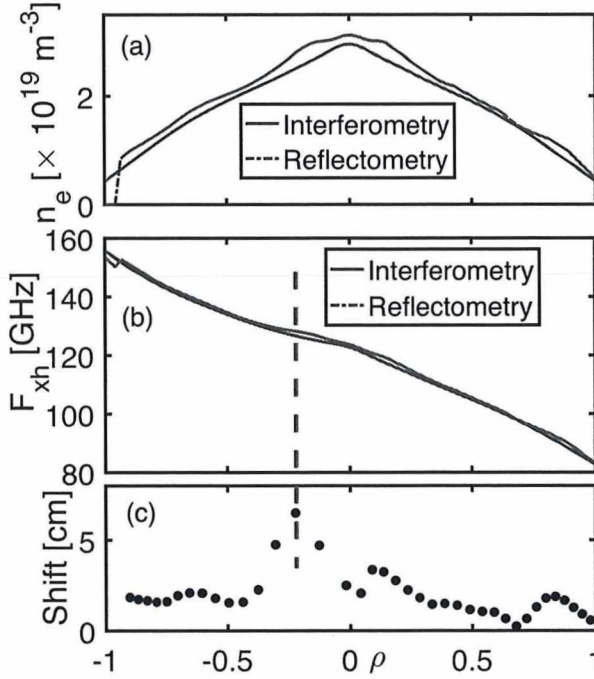 (a)
n_e [× 10^19 m^-3]
2
0
Interferometry
Reflectometry
160
140
120
100
80
F_xh [GHz]
(b)
Interferometry
Reflectometry
(c)
Shift [cm]
5
0
-1 -0.5 0 ρ 0.5 1